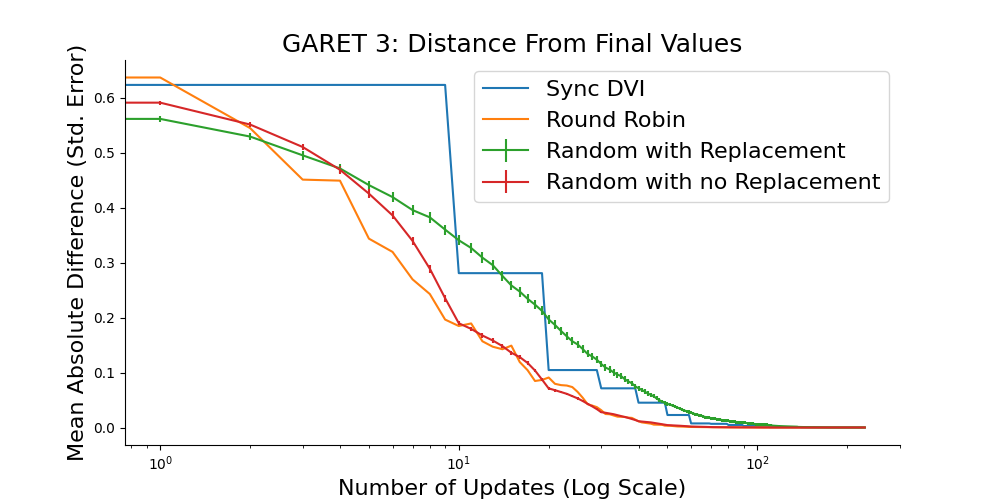 GARET 3: Distance From Final Values
Mean Absolute Difference (Std. Error)
0.6
0.5
0.4
0.3
0.2
0.1
0.0
Sync DVI
Round Robin
Random with Replacement
Random with no Replacement
10⁰
10¹
10²
Number of Updates (Log Scale)